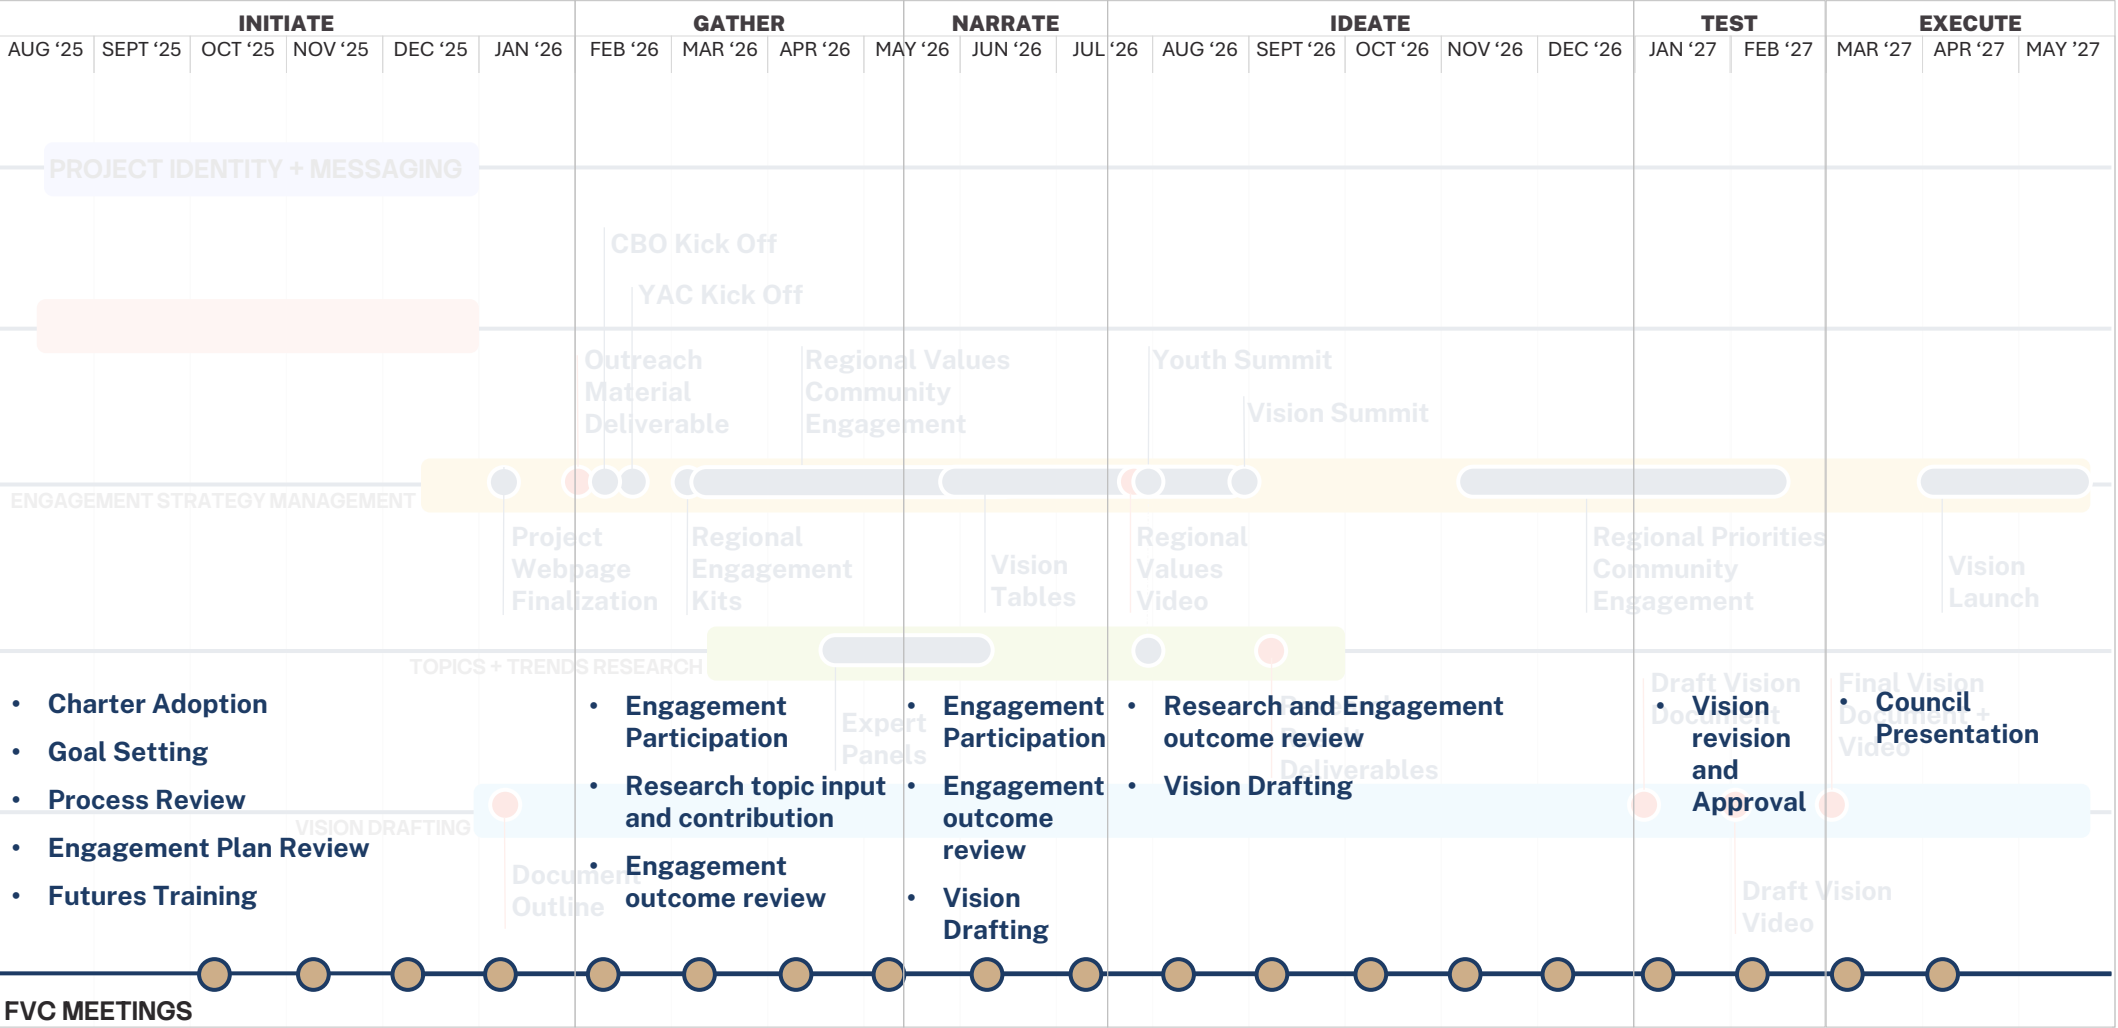 INITIATE
GATHER
NARRATE
IDEATE
TEST
EXECUTE
AUG ‘25
SEPT ‘25
OCT ‘25
NOV ‘25
DEC ‘25
JAN ‘26
FEB ‘26
MAR ‘26
APR ‘26
MAY ‘26
JUN ‘26
JUL ‘26
AUG ‘26
SEPT ‘26
OCT ‘26
NOV ‘26
DEC ‘26
JAN ‘27
FEB ‘27
MAR ‘27
APR ‘27
MAY ‘27
PROJECT IDENTITY + MESSAGING
CBO Kick Off
YAC Kick Off
Outreach
Material
Deliverable
Regional Values
Community
Engagement
Youth Summit
Vision Summit
ENGAGEMENT STRATEGY MANAGEMENT
Project
Webpage
Finalization
Regional
Engagement
Kits
Vision
Tables
Regional
Values
Video
Regional Priorities
Community
Engagement
Vision
Launch
TOPICS + TRENDS RESEARCH
Expert
Panels
Deliverables
Draft Vision
Document
Final Vision
Document +
Video
VISION DRAFTING
Document
Outline
Draft Vision
Video
• Charter Adoption
• Goal Setting
• Process Review
• Engagement Plan Review
• Futures Training
• Engagement
Participation
• Research topic input
and contribution
• Engagement
outcome review
• Engagement
Participation
• Engagement
outcome
review
• Vision
Drafting
• Research and Engagement
outcome review
• Vision Drafting
• Vision
revision
and
Approval
• Council
Presentation
FVC MEETINGS